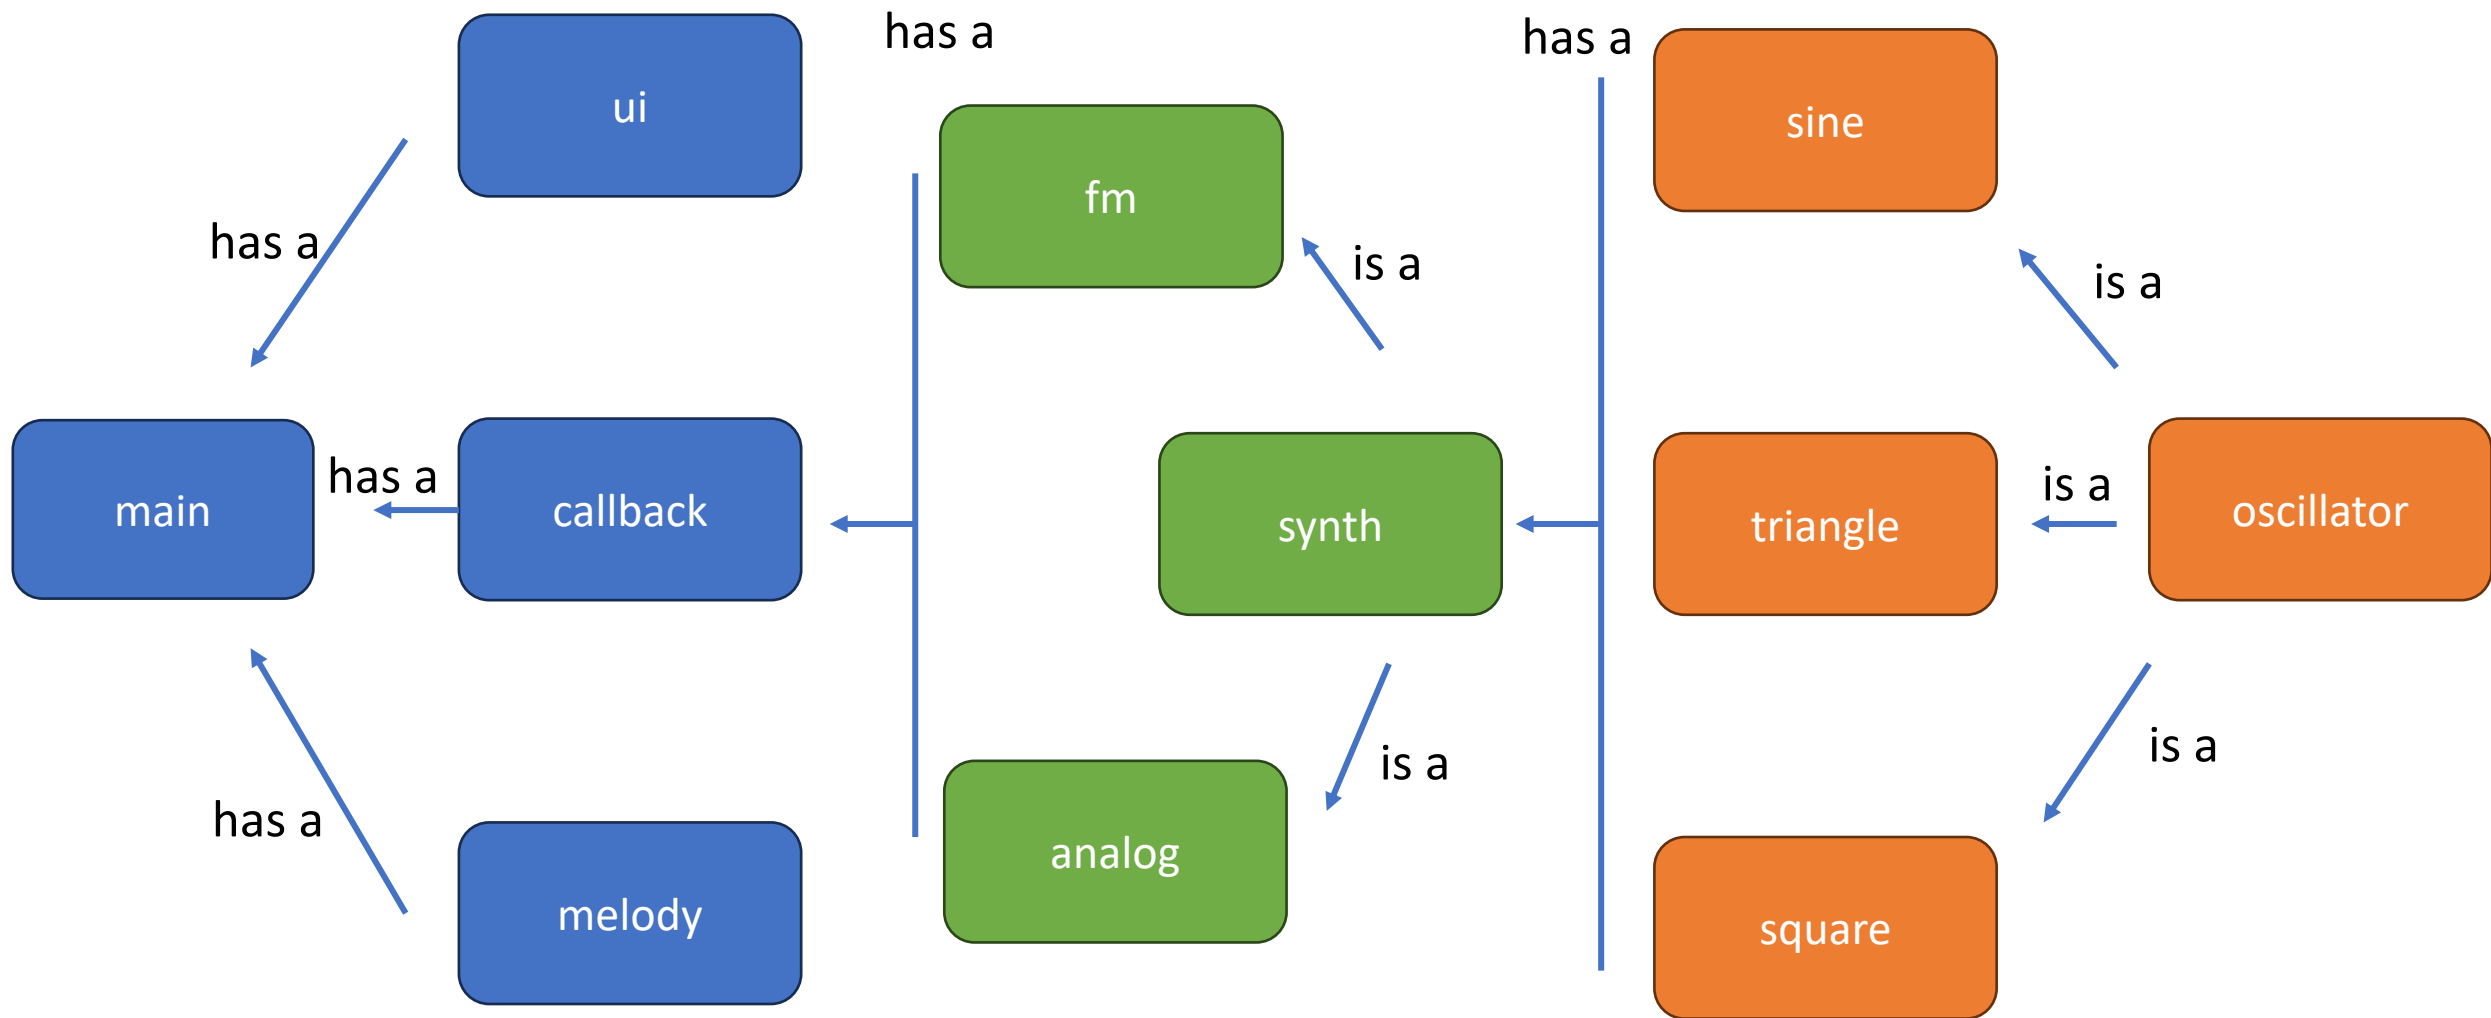 ui
has a
has a
sine
fm
has a
is a
is a
main
has a
callback
synth
triangle
is a
oscillator
has a
melody
analog
is a
is a
square